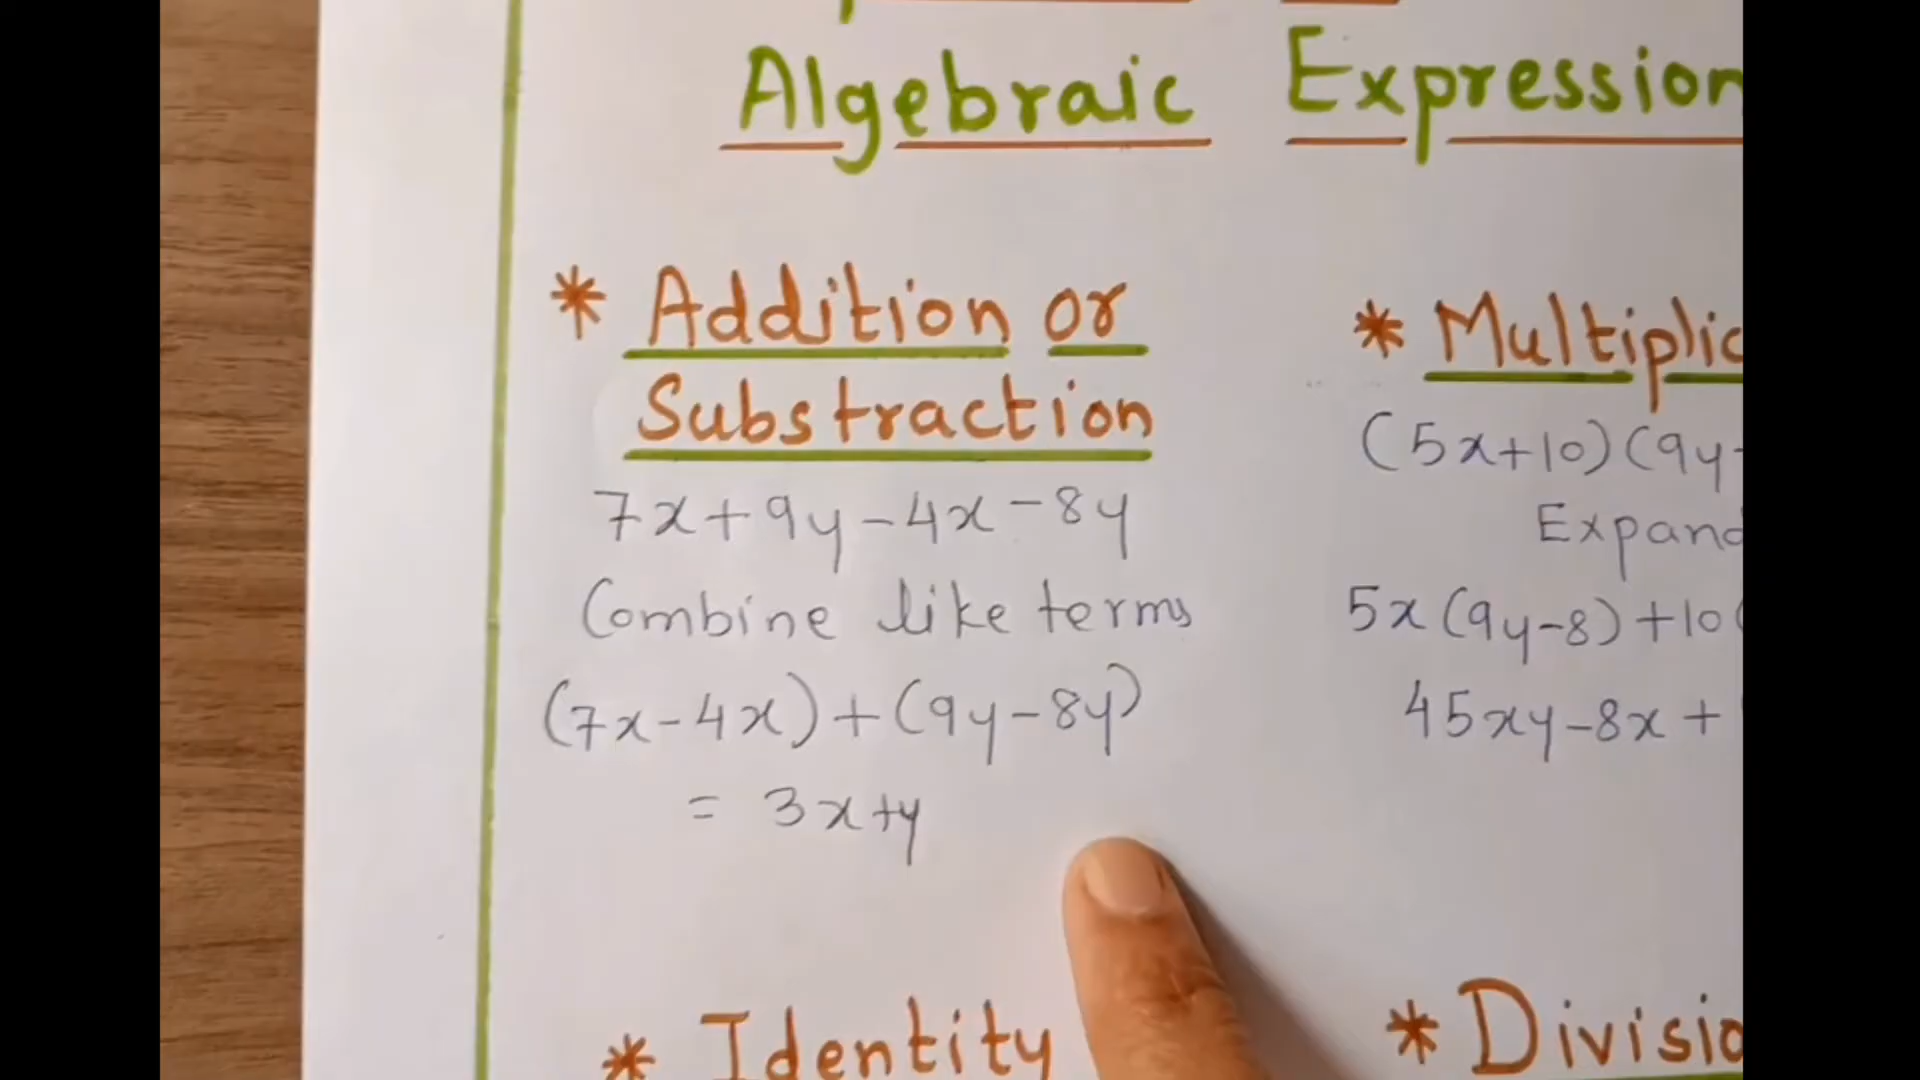 Algebraic Expression
* Addition or
Substraction
7x+9y-4x-8y
Combine like terms
(7x-4x)+(9y-8y)
= 3x+y
* Multiplic
(5x+10)(9y-
Expand
5x(9y-8)+10(
45xy-8x+
* Identity
* Divisio